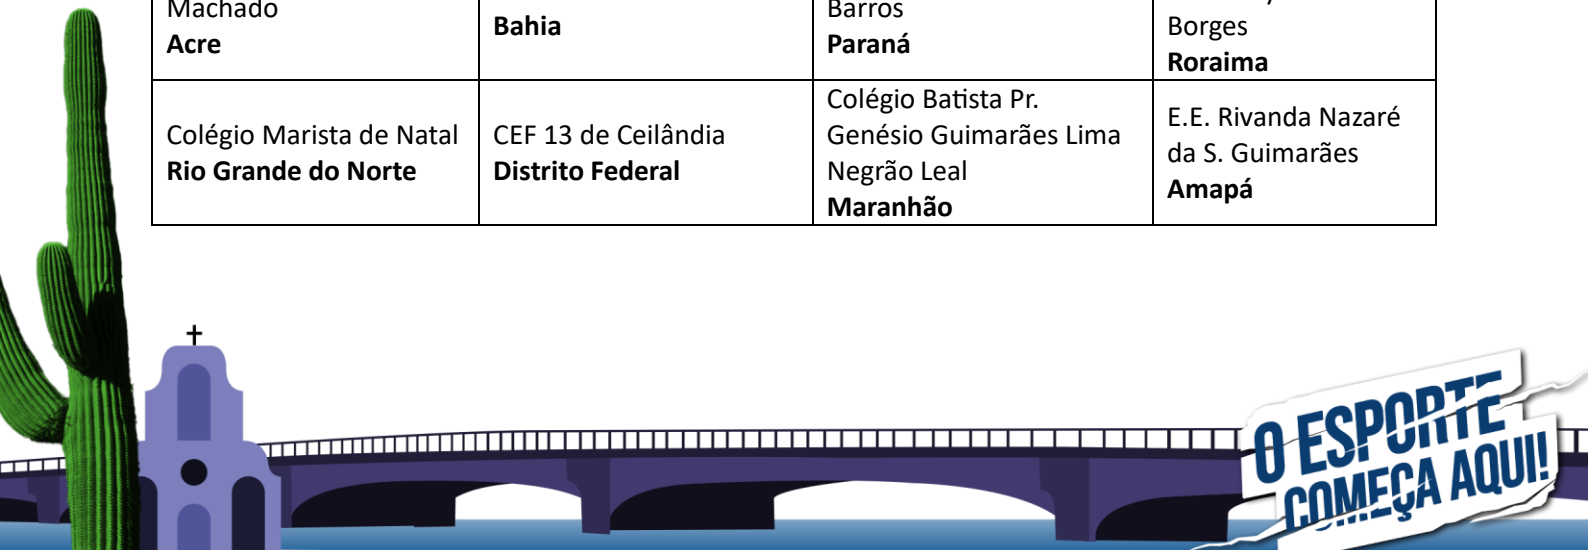 Machado
Acre
Bahia
Barros
Paraná
Borges
Roraima
Colégio Marista de Natal
Rio Grande do Norte
CEF 13 de Ceilândia
Distrito Federal
Colégio Batista Pr.
Genésio Guimarães Lima
Negrão Leal
Maranhão
E.E. Rivanda Nazaré
da S. Guimarães
Amapá
O ESPORTE
COMEÇA AQUI!